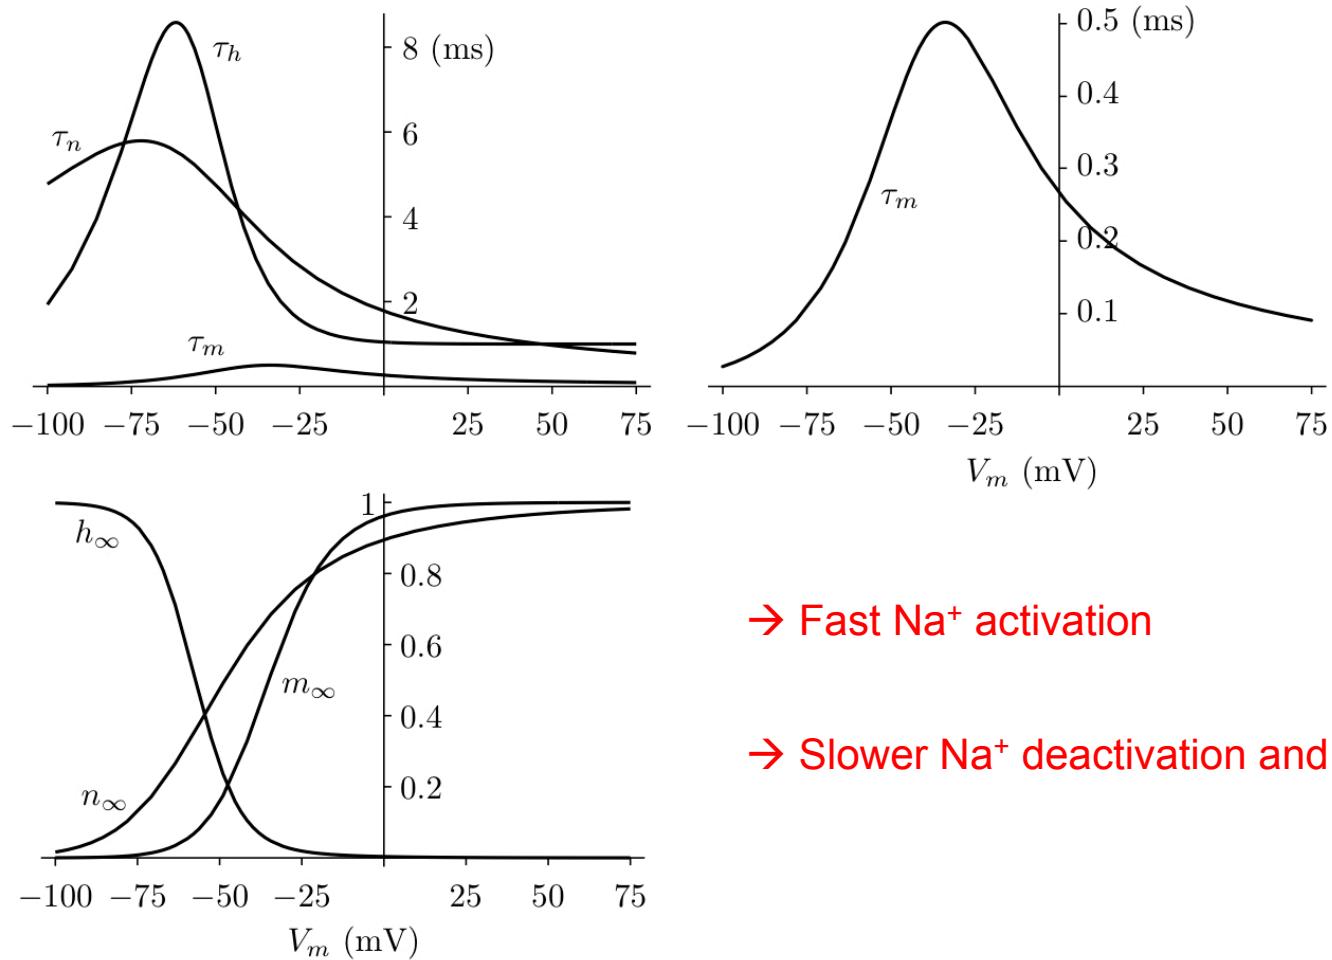 8 (ms)
τh
6
τn
4
2
τm
−100 −75 −50 −25 25 50 75
0.5 (ms)
0.4
0.3
τm
0.2
0.1
−100 −75 −50 −25 25 50 75
Vm (mV)
1
h∞
0.8
0.6
m∞
0.4
n∞
0.2
−100 −75 −50 −25 25 50 75
Vm (mV)
→ Fast Na⁺ activation
→ Slower Na⁺ deactivation and